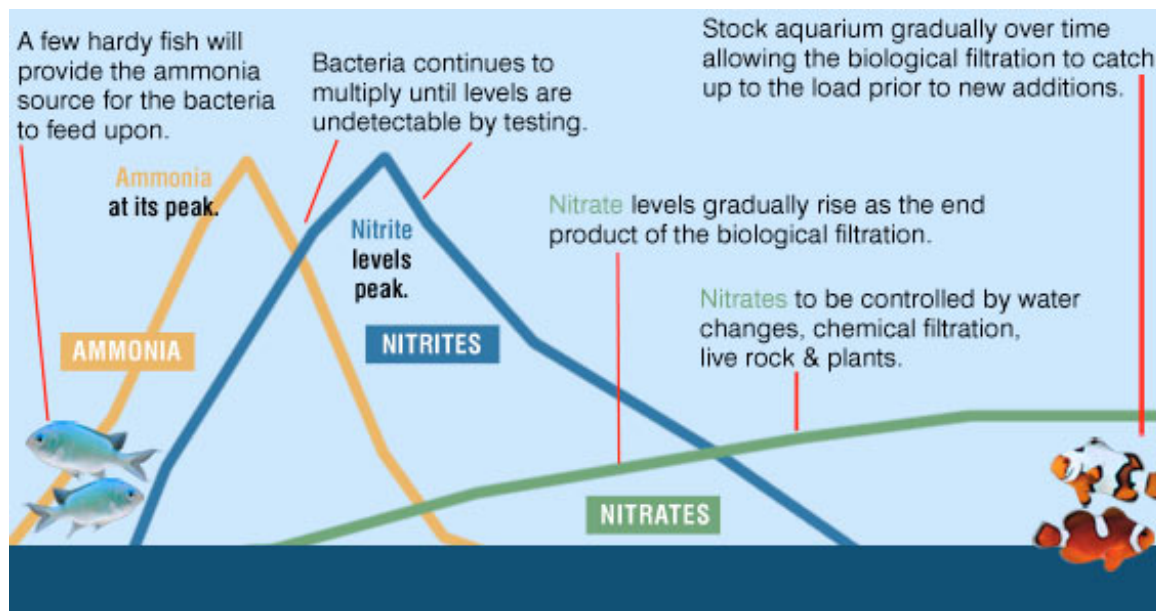 A few hardy fish will
provide the ammonia
source for the bacteria
to feed upon.
Bacteria continues to
multiply until levels are
undetectable by testing.
Stock aquarium gradually over time
allowing the biological filtration to catch
up to the load prior to new additions.
Ammonia
at its peak.
Nitrite
levels
peak.
Nitrate levels gradually rise as the end
product of the biological filtration.
Nitrates to be controlled by water
changes, chemical filtration,
live rock & plants.
AMMONIA
NITRITES
NITRATES